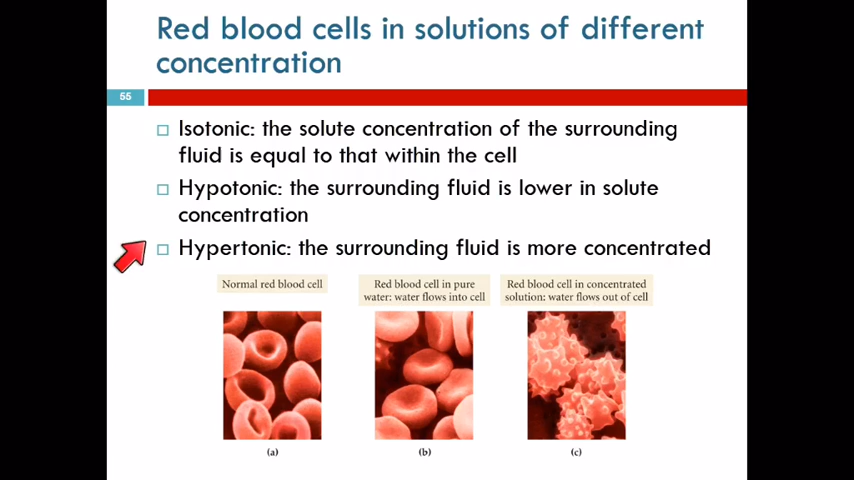 Red blood cells in solutions of different
concentration
55
Isotonic: the solute concentration of the surrounding
fluid is equal to that within the cell
Hypotonic: the surrounding fluid is lower in solute
concentration
Hypertonic: the surrounding fluid is more concentrated
Normal red blood cell
Red blood cell in pure
water: water flows into cell
Red blood cell in concentrated
solution: water flows out of cell
(a)
(b)
(c)